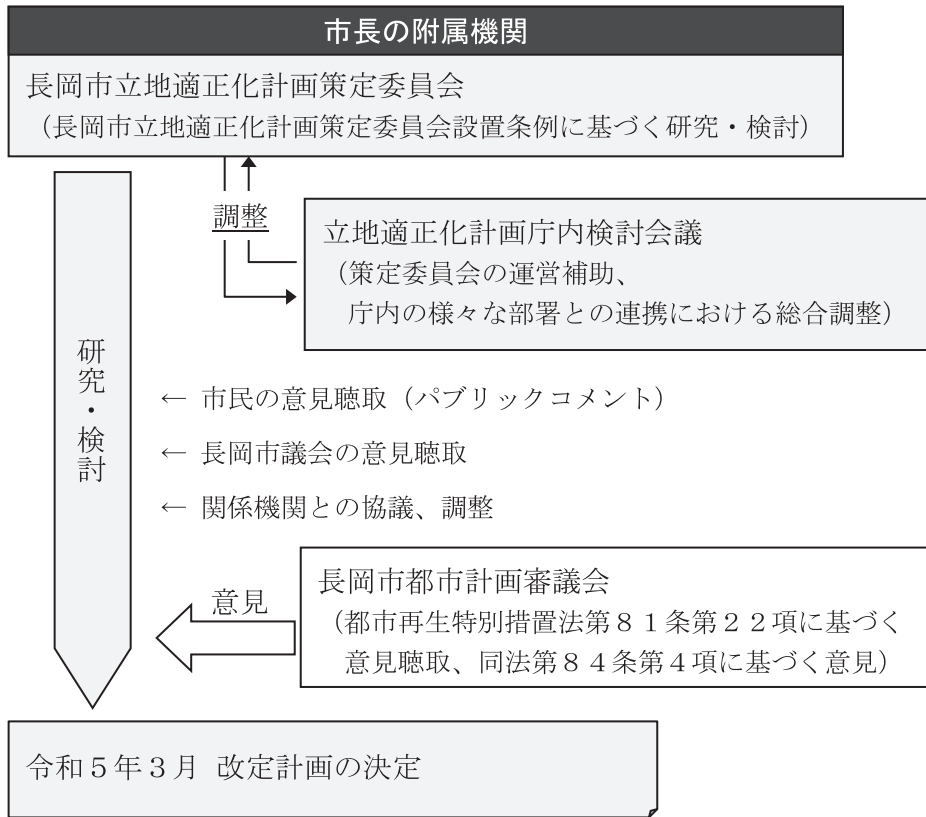 市長の附属機関
長岡市立地適正化計画策定委員会
（長岡市立地適正化計画策定委員会設置条例に基づく研究・検討）
調整
立地適正化計画庁内検討会議
（策定委員会の運営補助、
庁内の様々な部署との連携における総合調整）
研究・検討
← 市民の意見聴取（パブリックコメント）
← 長岡市議会の意見聴取
← 関係機関との協議、調整
意見
長岡市都市計画審議会
（都市再生特別措置法第８１条第２２項に基づく
意見聴取、同法第８４条第４項に基づく意見）
令和５年３月 改定計画の決定